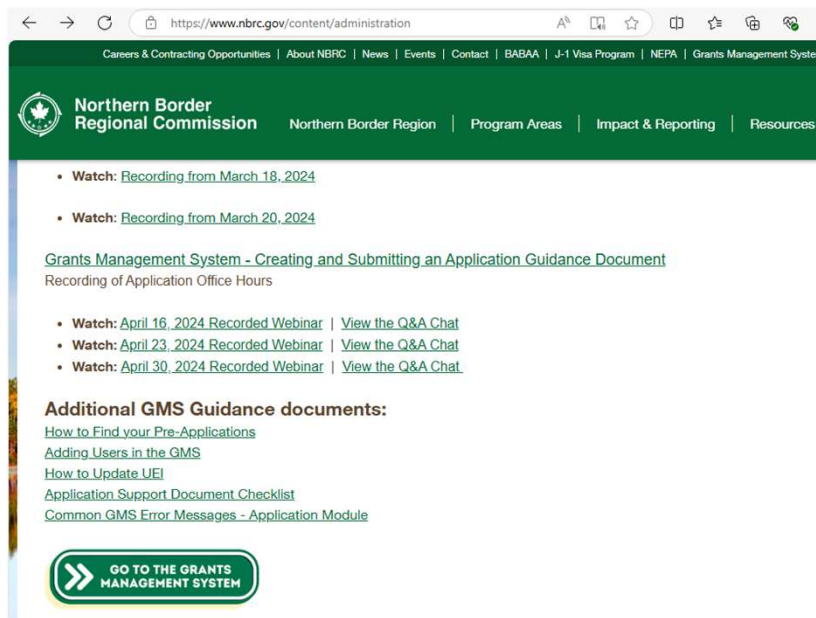 https://www.nbrc.gov/content/administration
Careers & Contracting Opportunities | About NBRC | News | Events | Contact | BABAA | J-1 Visa Program | NEPA | Grants Management Syste
Northern Border
Regional Commission
Northern Border Region | Program Areas | Impact & Reporting | Resources
• Watch: Recording from March 18, 2024
• Watch: Recording from March 20, 2024
Grants Management System - Creating and Submitting an Application Guidance Document
Recording of Application Office Hours
• Watch: April 16, 2024 Recorded Webinar | View the Q&A Chat
• Watch: April 23, 2024 Recorded Webinar | View the Q&A Chat
• Watch: April 30, 2024 Recorded Webinar | View the Q&A Chat
Additional GMS Guidance documents:
How to Find your Pre-Applications
Adding Users in the GMS
How to Update UEI
Application Support Document Checklist
Common GMS Error Messages - Application Module
GO TO THE GRANTS
MANAGEMENT SYSTEM